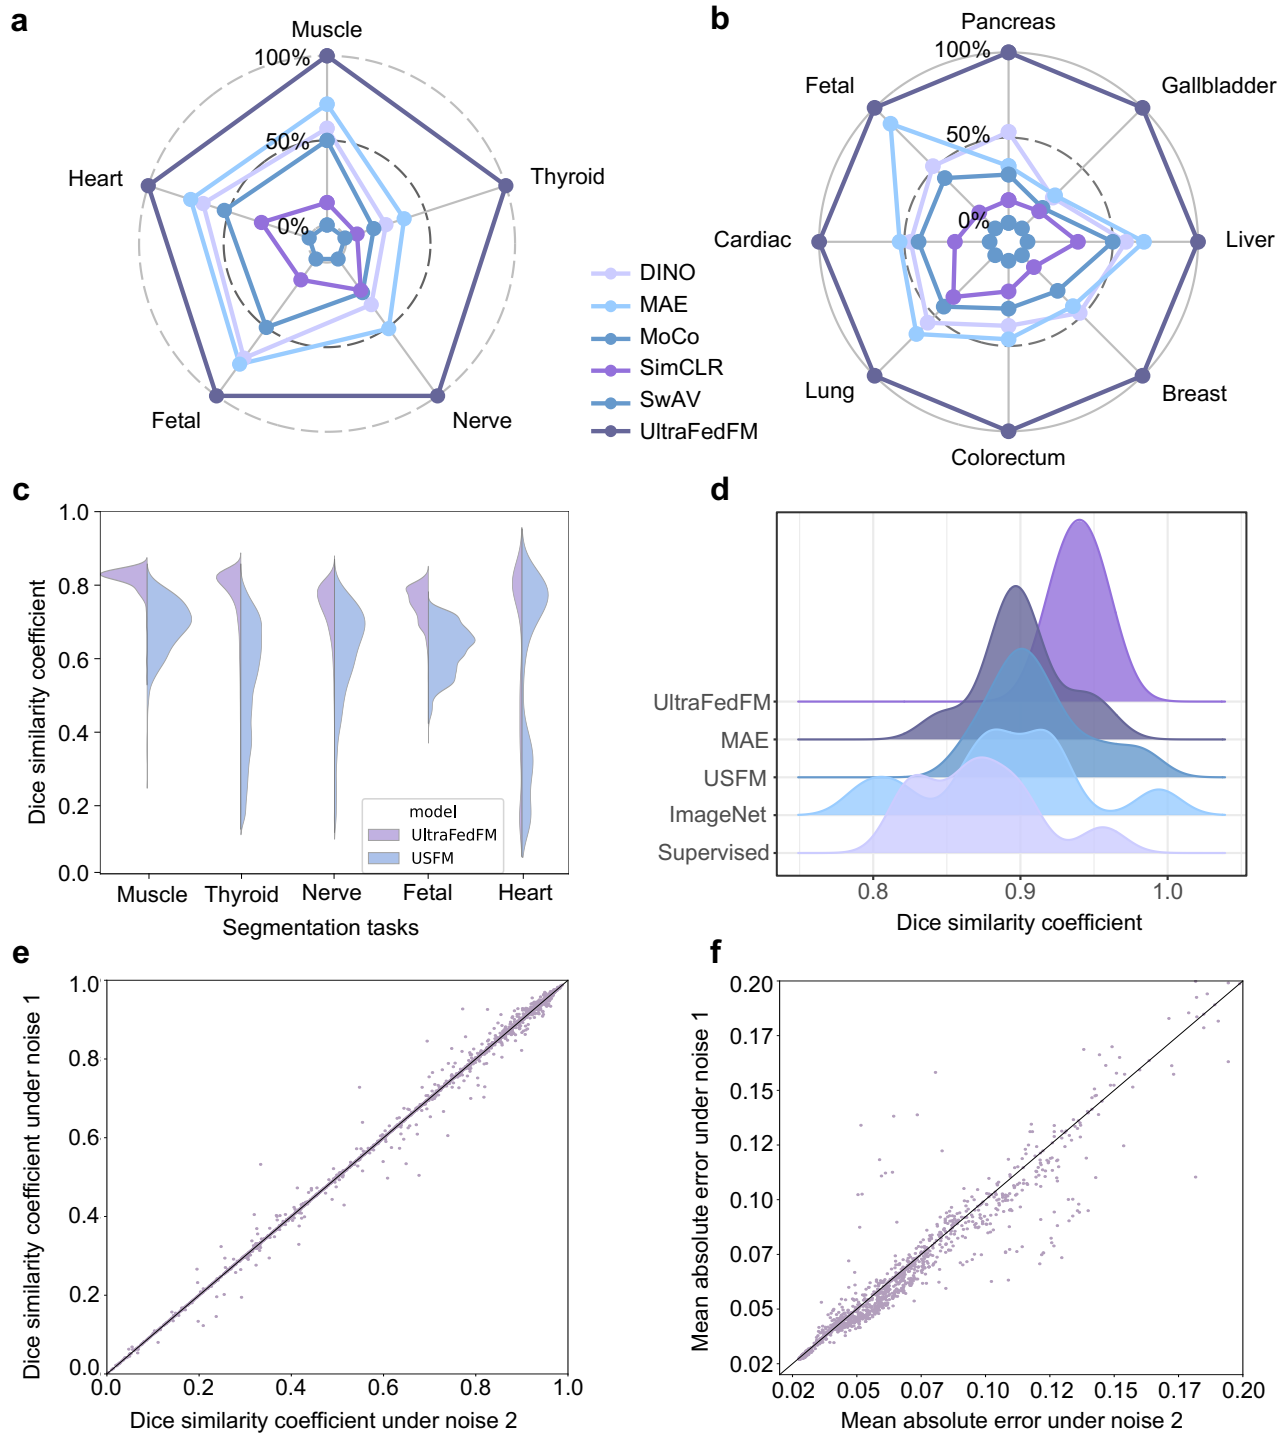 a
Muscle
100%
50%
0%
Heart
Thyroid
Fetal
Nerve
DINO
MAE
MoCo
SimCLR
SwAV
UltraFedFM
b
Pancreas
100%
Fetal
Gallbladder
50%
0%
Cardiac
Liver
Lung
Breast
Colorectum
c
Dice similarity coefficient
1.0
0.8
0.6
0.4
0.2
0.0
model
UltraFedFM
USFM
Muscle Thyroid Nerve Fetal Heart
Segmentation tasks
d
UltraFedFM
MAE
USFM
ImageNet
Supervised
0.8 0.9 1.0
Dice similarity coefficient
e
Dice similarity coefficient under noise 1
1.0
0.8
0.6
0.4
0.2
0.0
0.0 0.2 0.4 0.6 0.8 1.0
Dice similarity coefficient under noise 2
f
Mean absolute error under noise 1
0.20
0.17
0.15
0.12
0.10
0.07
0.05
0.02
0.02 0.05 0.07 0.10 0.12 0.15 0.17 0.20
Mean absolute error under noise 2